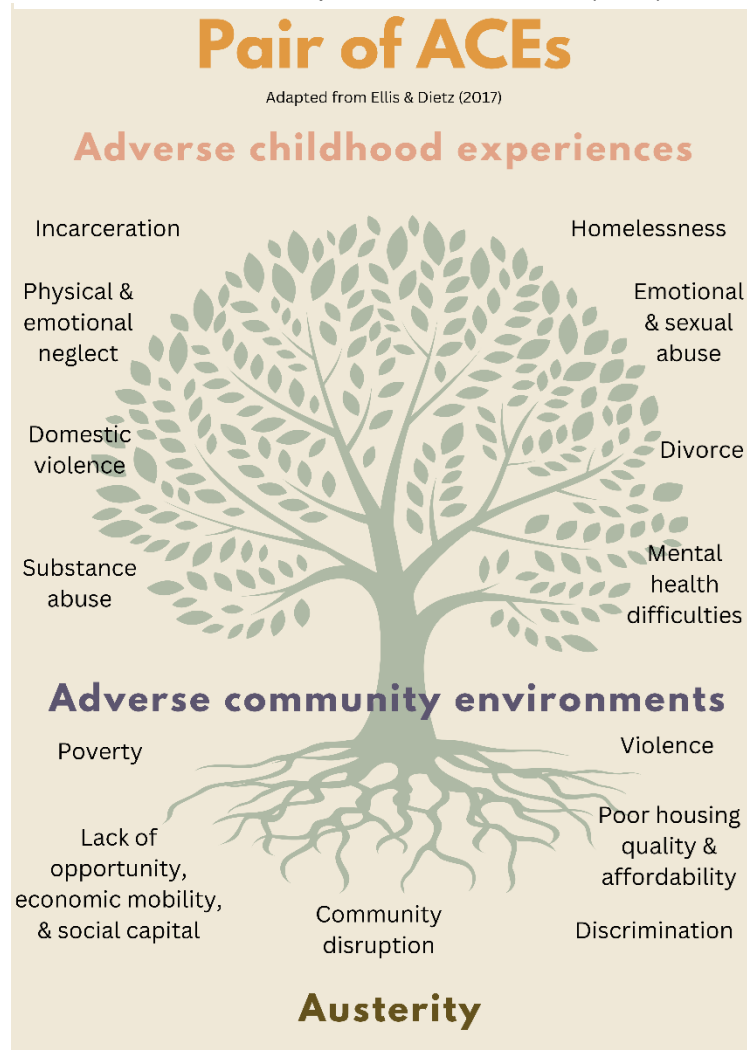 Pair of ACEs
Adapted from Ellis & Dietz (2017)
Adverse childhood experiences
Incarceration
Homelessness
Physical &
emotional
neglect
Emotional
& sexual
abuse
Domestic
violence
Divorce
Substance
abuse
Mental
health
difficulties
Adverse community environments
Poverty
Violence
Lack of
opportunity,
economic mobility,
& social capital
Poor housing
quality &
affordability
Community
disruption
Discrimination
Austerity